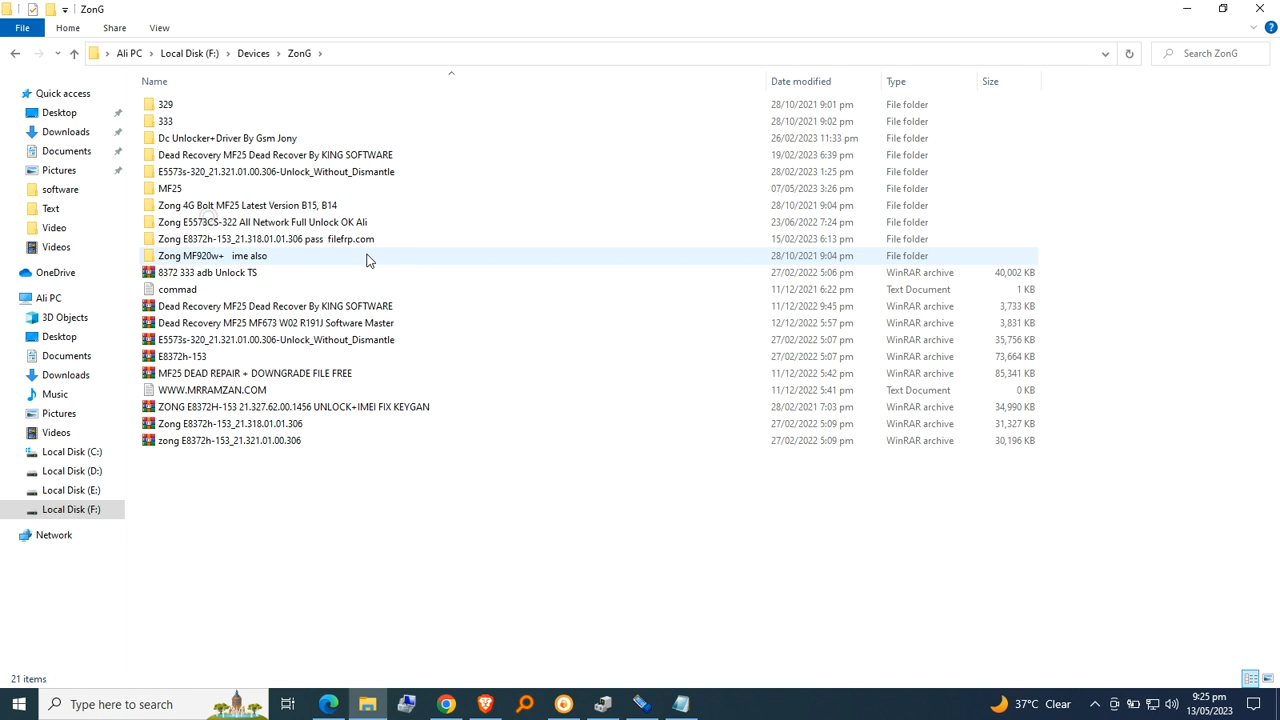 ZonG
File Home Share View
Ali PC > Local Disk (F:) > Devices > ZonG >
Search ZonG
Name Date modified Type Size
329 28/10/2021 9:01 pm File folder
333 28/10/2021 9:02 pm File folder
Dc Unlocker+Driver By Gsm Jony 26/02/2023 11:33 pm File folder
Dead Recovery MF25 Dead Recover By KING SOFTWARE 19/02/2023 6:39 pm File folder
E5573s-320_21.321.01.00.306-Unlock_Without_Dismantle 28/02/2023 1:25 pm File folder
MF25 07/05/2023 3:26 pm File folder
Zong 4G Bolt MF25 Latest Version B15, B14 28/10/2021 9:04 pm File folder
Zong E5573CS-322 All Network Full Unlock OK Ali 23/06/2022 7:24 pm File folder
Zong E8372h-153_21.318.01.01.306 pass filefrp.com 15/02/2023 6:13 pm File folder
Zong MF920w+ ime also 28/10/2021 9:04 pm File folder
8372 333 adb Unlock TS 27/02/2022 5:06 pm WinRAR archive 40,002 KB
commad 11/12/2021 6:22 pm Text Document 1 KB
Dead Recovery MF25 Dead Recover By KING SOFTWARE 11/12/2022 9:45 pm WinRAR archive 3,733 KB
Dead Recovery MF25 MF673 W02 R191J Software Master 12/12/2022 5:57 pm WinRAR archive 3,831 KB
E5573s-320_21.321.01.00.306-Unlock_Without_Dismantle 27/02/2022 5:07 pm WinRAR archive 35,756 KB
E8372h-153 27/02/2022 5:07 pm WinRAR archive 73,664 KB
MF25 DEAD REPAIR + DOWNGRADE FILE FREE 11/12/2022 5:42 pm WinRAR archive 85,341 KB
WWW.MRRAMZAN.COM 11/12/2022 5:41 pm Text Document 0 KB
ZONG E8372H-153 21.327.62.00.1456 UNLOCK+IMEI FIX KEYGAN 28/02/2021 7:03 pm WinRAR archive 34,990 KB
Zong E8372h-153_21.318.01.01.306 27/02/2022 5:09 pm WinRAR archive 31,327 KB
zong E8372h-153_21.321.01.00.306 27/02/2022 5:09 pm WinRAR archive 30,196 KB
Quick access
Desktop
Downloads
Documents
Pictures
software
Text
Video
Videos
OneDrive
Ali PC
3D Objects
Desktop
Documents
Downloads
Music
Pictures
Videos
Local Disk (C:)
Local Disk (D:)
Local Disk (E:)
Local Disk (F:)
Network
21 items
Type here to search
37°C Clear
9:25 pm
13/05/2023